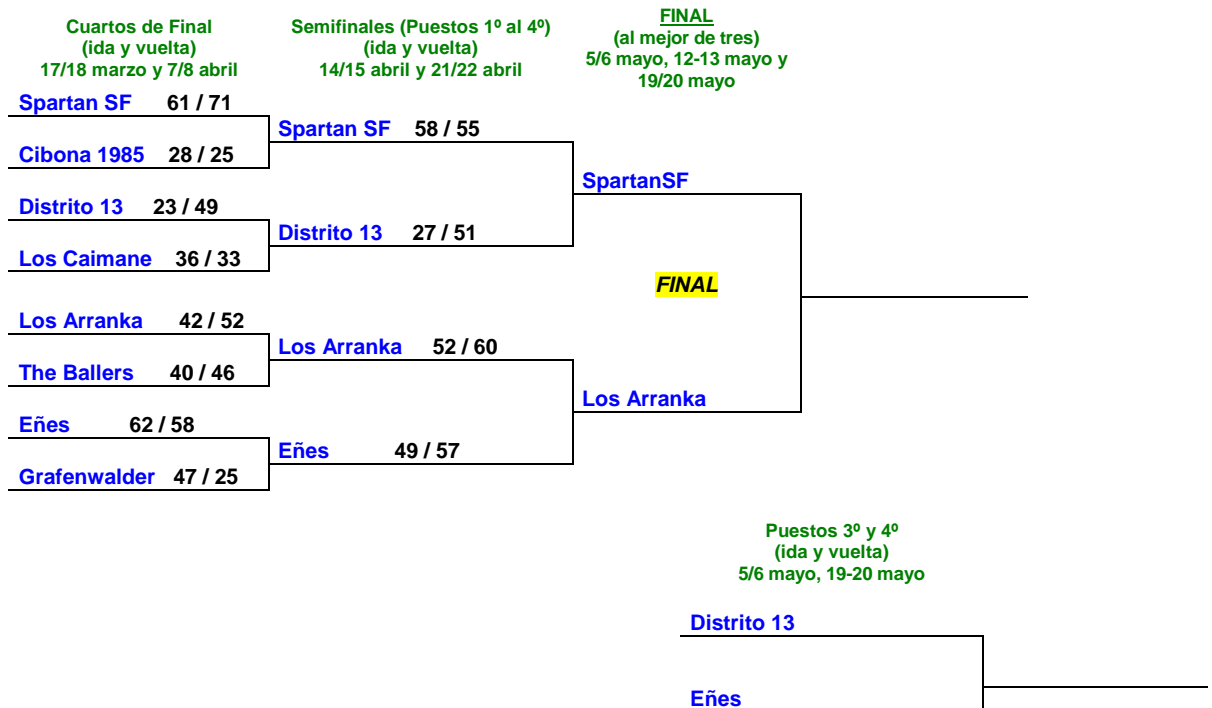 Cuartos de Final
(ida y vuelta)
17/18 marzo y 7/8 abril
Semifinales (Puestos 1º al 4º)
(ida y vuelta)
14/15 abril y 21/22 abril
FINAL
(al mejor de tres)
5/6 mayo, 12-13 mayo y
19/20 mayo
Spartan SF 61 / 71
Cibona 1985 28 / 25
Distrito 13 23 / 49
Los Caimane 36 / 33
Los Arranka 42 / 52
The Ballers 40 / 46
Eñes 62 / 58
Grafenwalder 47 / 25
Spartan SF 58 / 55
Distrito 13 27 / 51
Los Arranka 52 / 60
Eñes 49 / 57
SpartanSF
FINAL
Los Arranka
Puestos 3º y 4º
(ida y vuelta)
5/6 mayo, 19-20 mayo
Distrito 13
Eñes